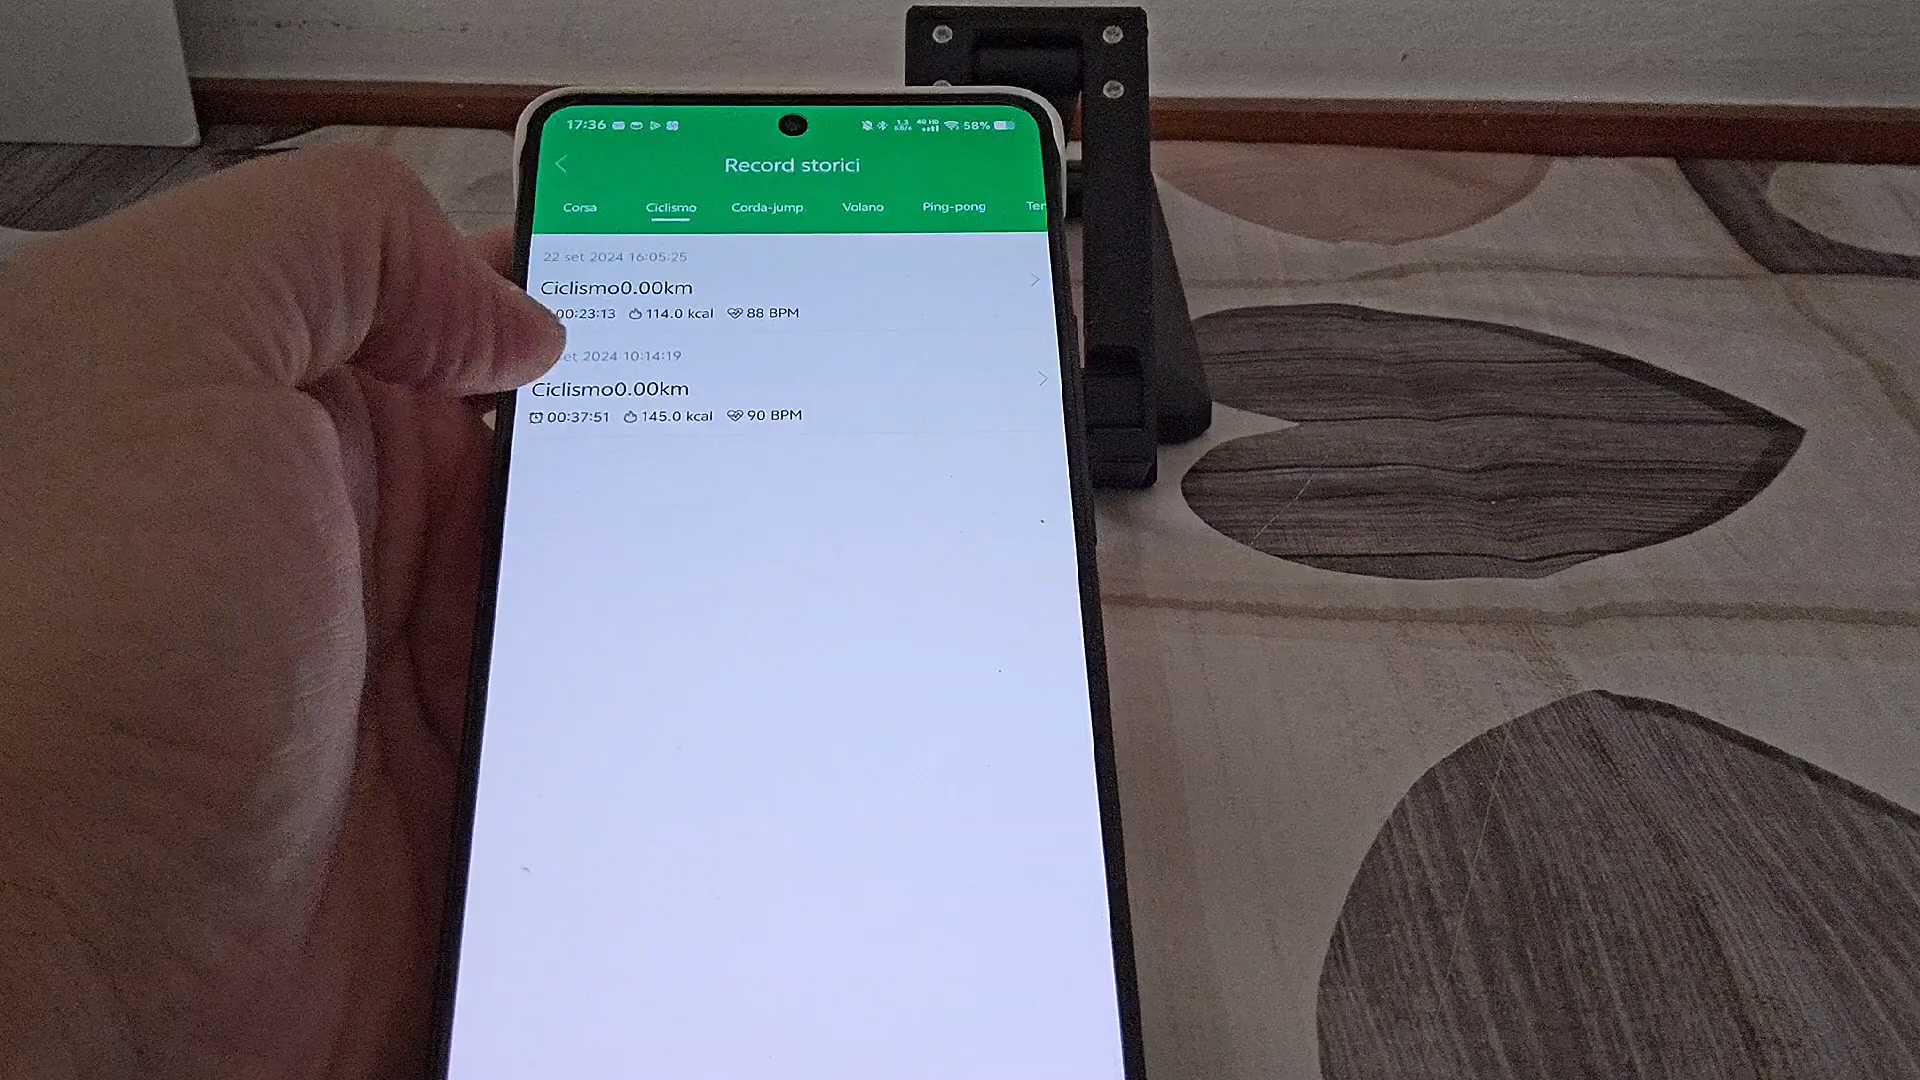 17:36 58%
Record storici
Corsa Ciclismo Corda-jump Volano Ping-pong Ter
22 set 2024 16:05:25
Ciclismo0.00km
00:23:13 114.0 kcal 88 BPM
set 2024 10:14:19
Ciclismo0.00km
00:37:51 145.0 kcal 90 BPM